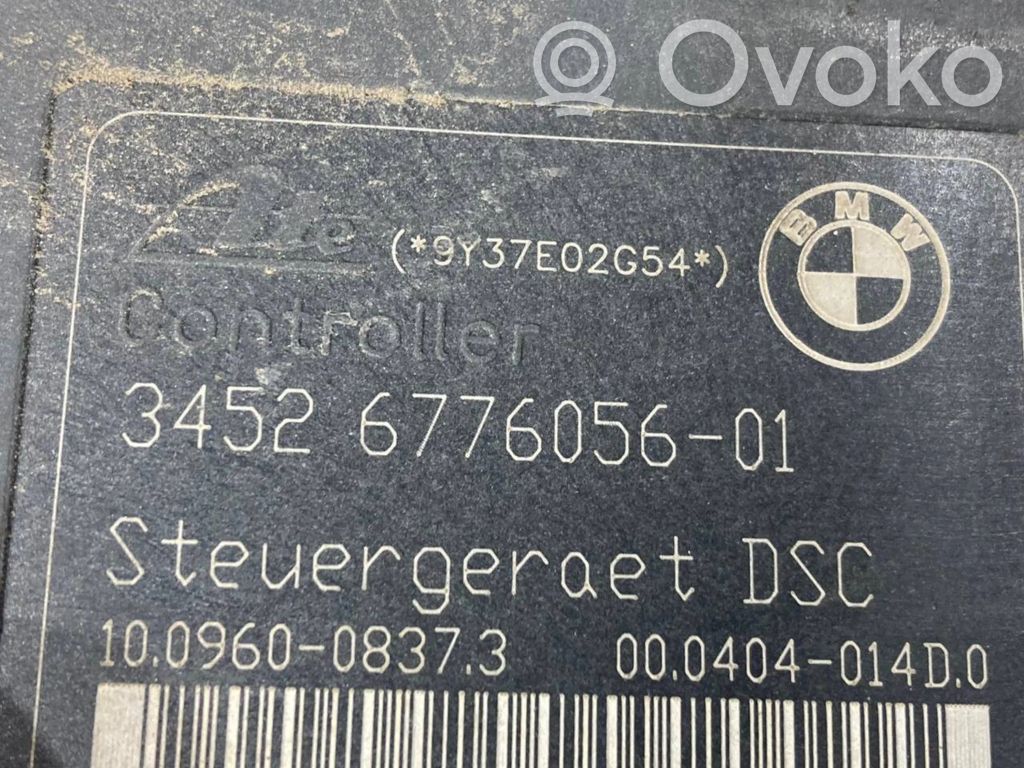 Ovoko
Ate
(*9Y37E02G54*)
BMW
Controller
3452 6776056-01
Steuergeraet DSC
10.0960-0837.3 00.0404-014D.0